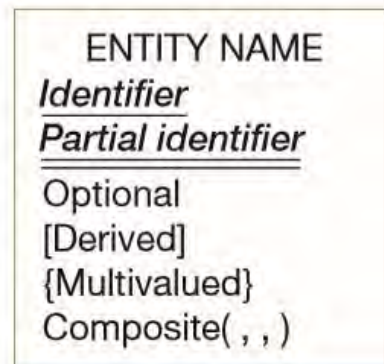 ENTITY NAME
Identifier
Partial identifier
Optional
[Derived]
{Multivalued}
Composite( , , )